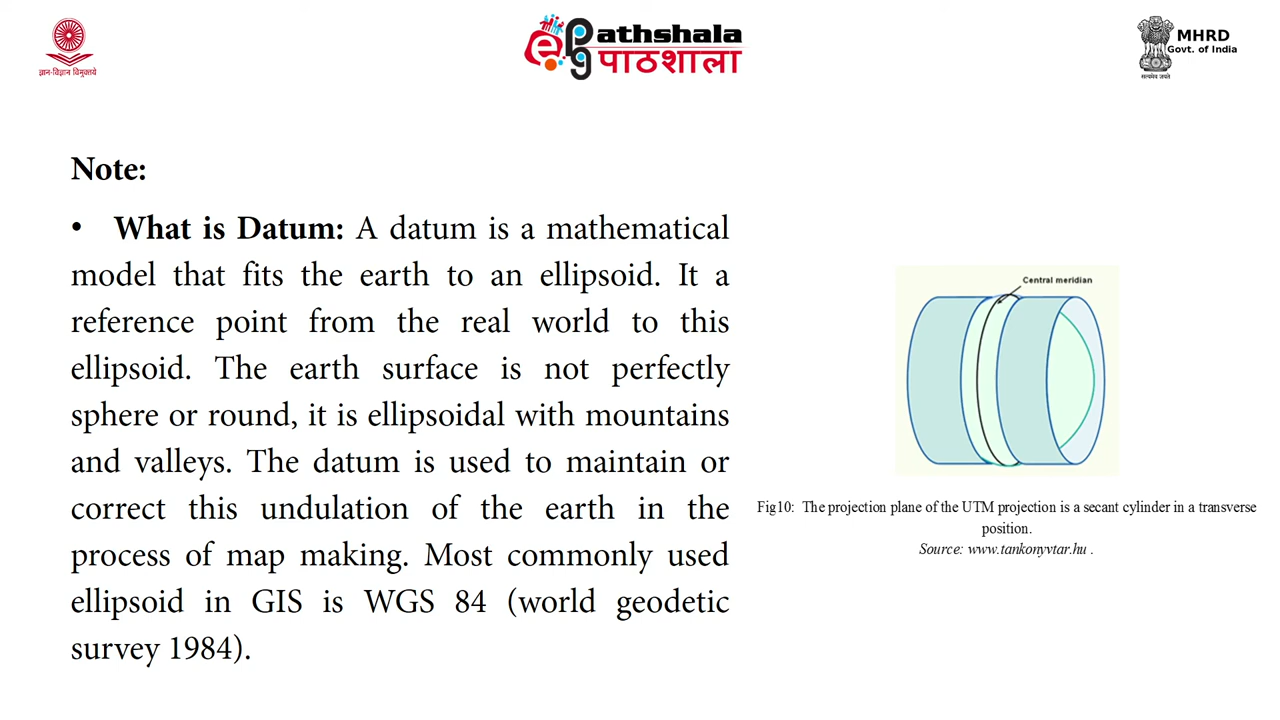 ज्ञान-विज्ञान विमुक्तये
athshala
पाठशाला
MHRD
Govt. of India
सत्यमेव जयते
Note:
• What is Datum: A datum is a mathematical
model that fits the earth to an ellipsoid. It a
reference point from the real world to this
ellipsoid. The earth surface is not perfectly
sphere or round, it is ellipsoidal with mountains
and valleys. The datum is used to maintain or
correct this undulation of the earth in the
process of map making. Most commonly used
ellipsoid in GIS is WGS 84 (world geodetic
survey 1984).
Central meridian
Fig10: The projection plane of the UTM projection is a secant cylinder in a transverse
position.
Source: www.tankonyvtar.hu .